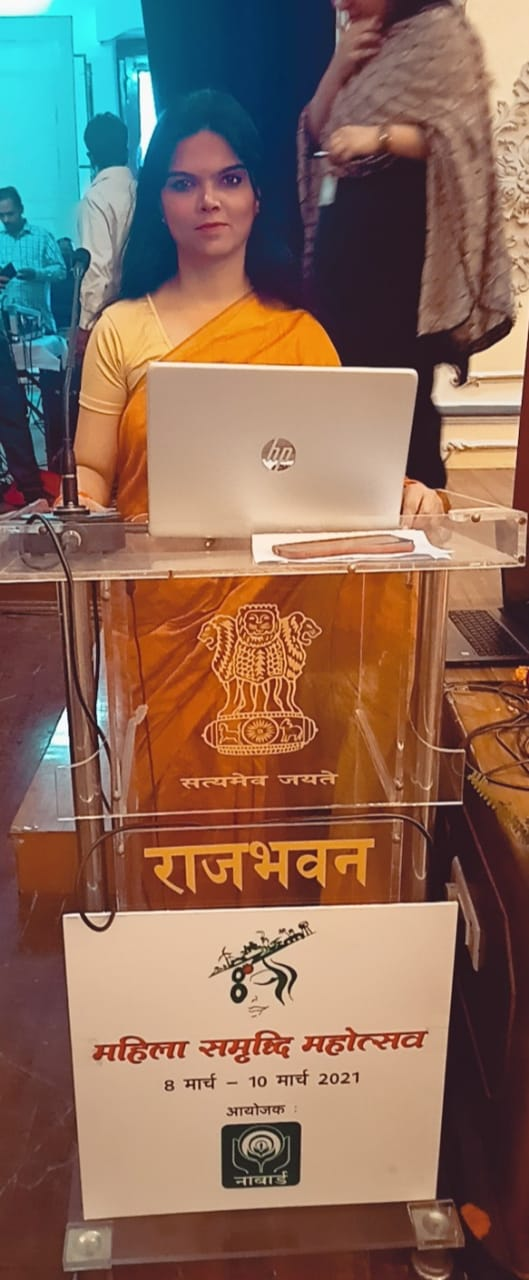 hp
सत्यमेव जयते
राजभवन
महिला समृध्दि महोत्सव
8 मार्च – 10 मार्च 2021
आयोजक :
नाबार्ड